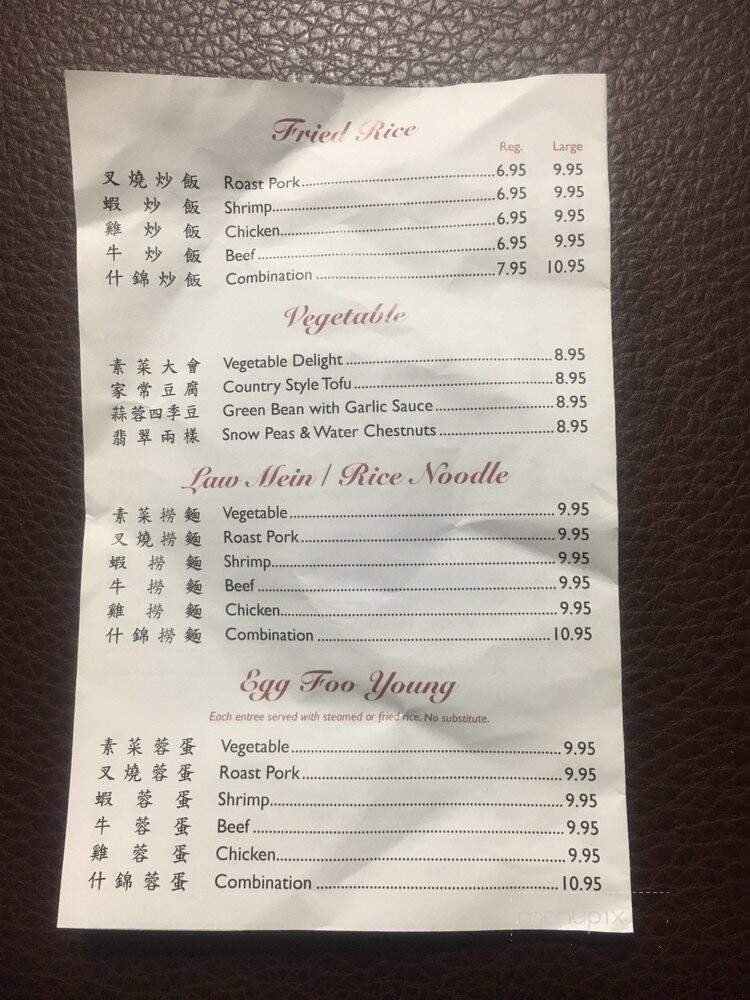 Fried Rice
Reg. Large
叉燒炒飯 Roast Pork 6.95 9.95
蝦炒飯 Shrimp 6.95 9.95
雞炒飯 Chicken 6.95 9.95
牛炒飯 Beef 6.95 9.95
什錦炒飯 Combination 7.95 10.95
Vegetable
素菜大會 Vegetable Delight 8.95
家常豆腐 Country Style Tofu 8.95
蒜蓉四季豆 Green Bean with Garlic Sauce 8.95
翡翠兩樣 Snow Peas & Water Chestnuts 8.95
Law Mein / Rice Noodle
素菜撈麵 Vegetable 9.95
叉燒撈麵 Roast Pork 9.95
蝦撈麵 Shrimp 9.95
牛撈麵 Beef 9.95
雞撈麵 Chicken 9.95
什錦撈麵 Combination 10.95
Egg Foo Young
Each entree served with steamed or fried rice. No substitute.
素菜蓉蛋 Vegetable 9.95
叉燒蓉蛋 Roast Pork 9.95
蝦蓉蛋 Shrimp 9.95
牛蓉蛋 Beef 9.95
雞蓉蛋 Chicken 9.95
什錦蓉蛋 Combination 10.95
menupix